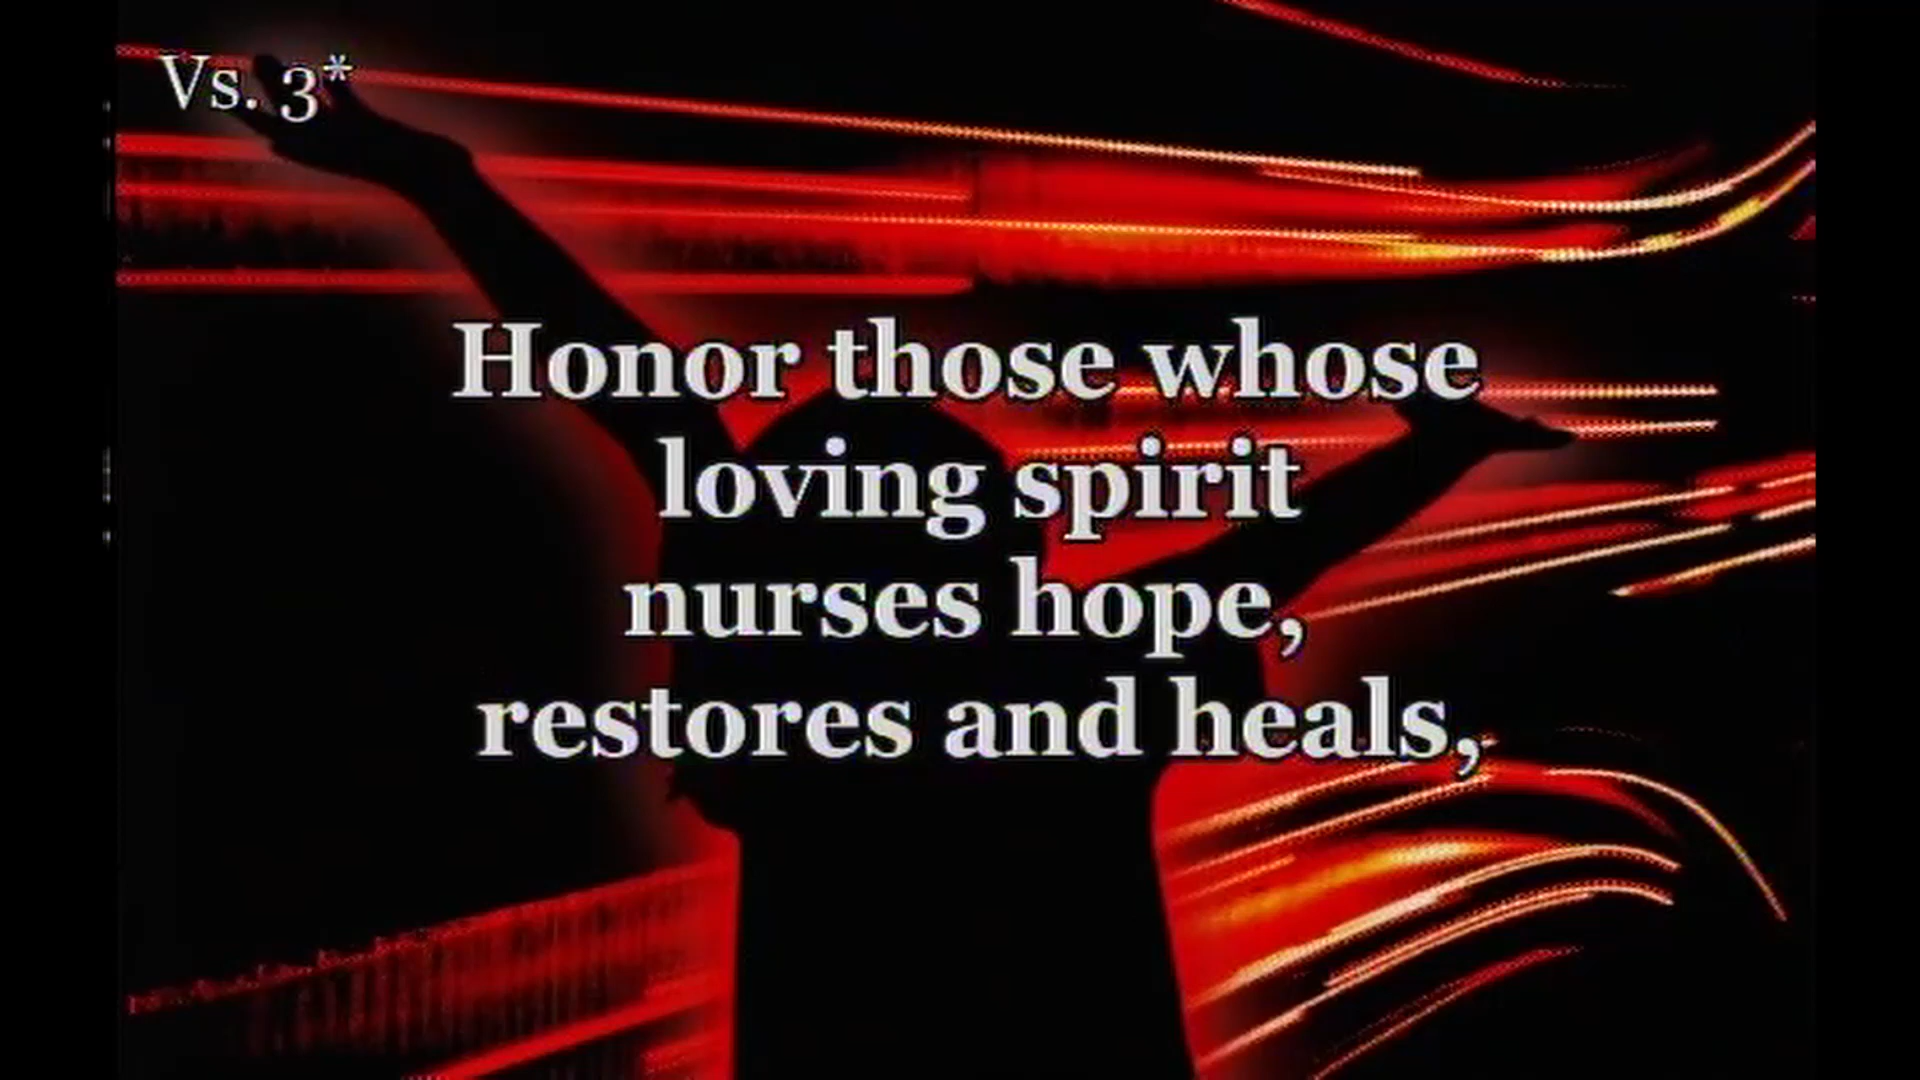 Vs. 3*
Honor those whose
loving spirit
nurses hope,
restores and heals,